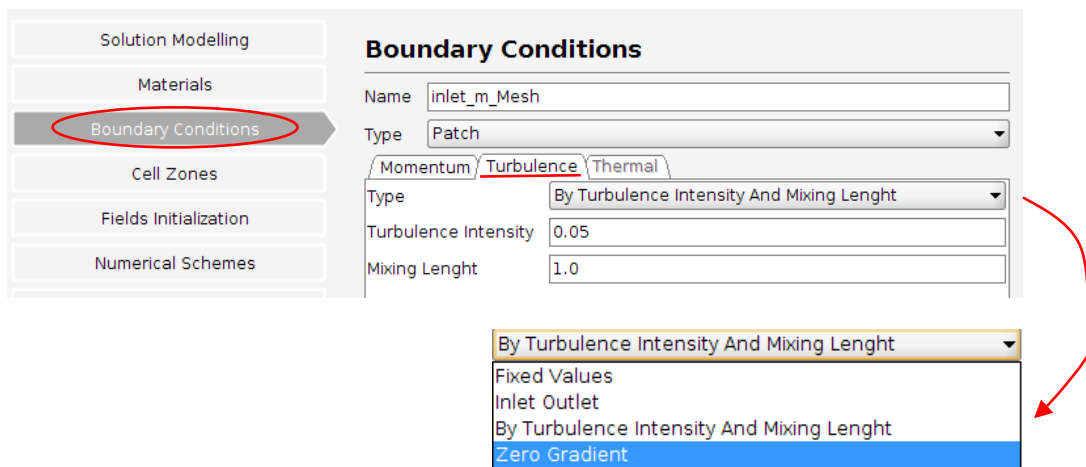 Solution Modelling
Materials
Boundary Conditions
Cell Zones
Fields Initialization
Numerical Schemes
Boundary Conditions
Name inlet_m_Mesh
Type Patch
Momentum Turbulence Thermal
Type By Turbulence Intensity And Mixing Lenght
Turbulence Intensity 0.05
Mixing Lenght 1.0
By Turbulence Intensity And Mixing Lenght
Fixed Values
Inlet Outlet
By Turbulence Intensity And Mixing Lenght
Zero Gradient